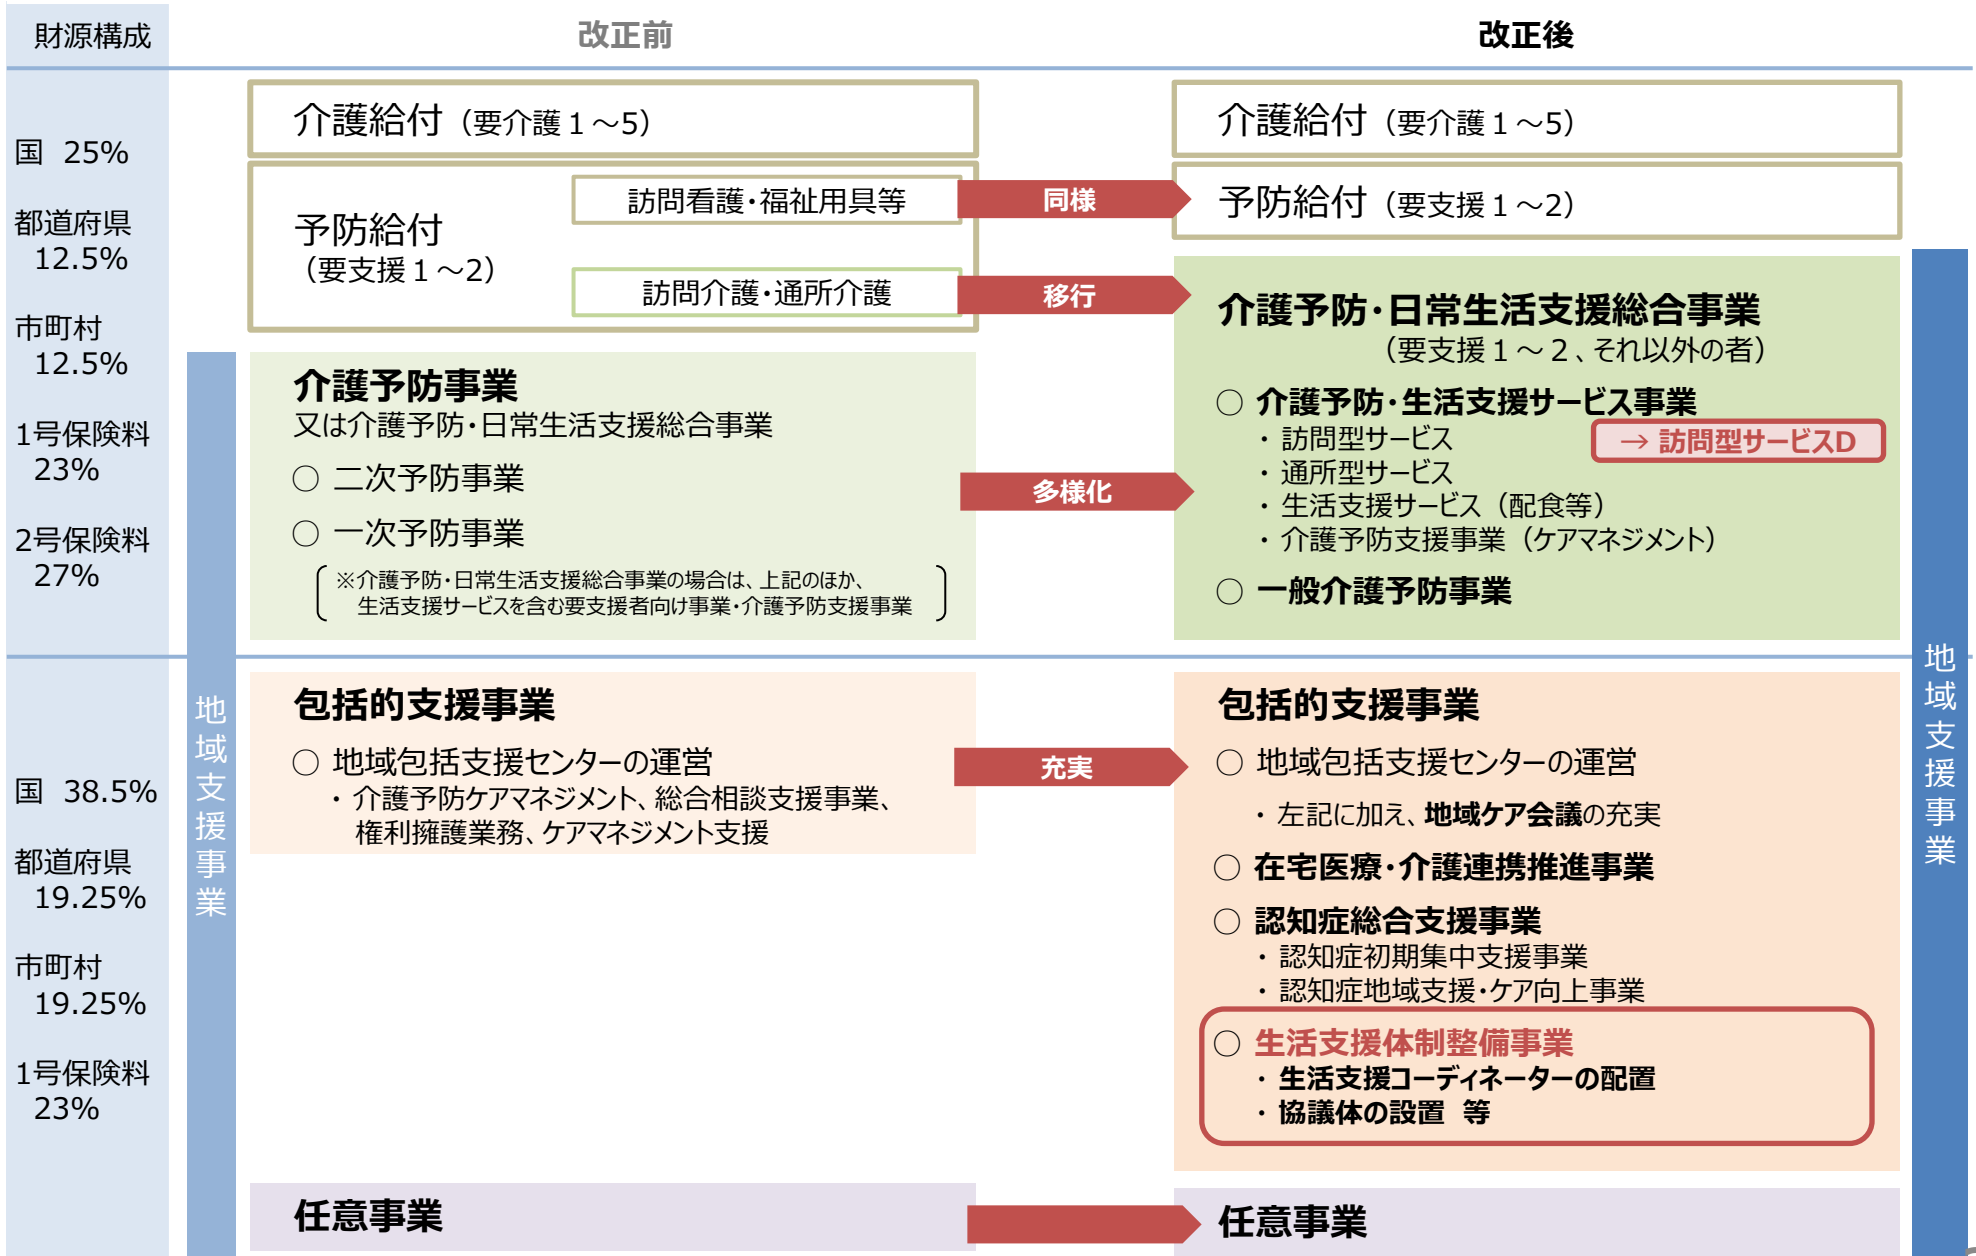 財源構成
改正前
改正後
国 25%
都道府県
12.5%
市町村
12.5%
1号保険料
23%
2号保険料
27%
国 38.5%
都道府県
19.25%
市町村
19.25%
1号保険料
23%
地域支援事業
介護給付（要介護１～5）
予防給付
（要支援１～2）
訪問看護・福祉用具等
訪問介護・通所介護
介護予防事業
又は介護予防・日常生活支援総合事業
○ 二次予防事業
○ 一次予防事業
※介護予防・日常生活支援総合事業の場合は、上記のほか、
生活支援サービスを含む要支援者向け事業・介護予防支援事業
包括的支援事業
○ 地域包括支援センターの運営
・介護予防ケアマネジメント、総合相談支援事業、
権利擁護業務、ケアマネジメント支援
任意事業
同様
移行
多様化
充実
介護給付（要介護１～5）
予防給付（要支援１～2）
介護予防・日常生活支援総合事業
（要支援１～２、それ以外の者）
○ 介護予防・生活支援サービス事業
・訪問型サービス
→ 訪問型サービスD
・通所型サービス
・生活支援サービス（配食等）
・介護予防支援事業（ケアマネジメント）
○ 一般介護予防事業
包括的支援事業
○ 地域包括支援センターの運営
・左記に加え、地域ケア会議の充実
○ 在宅医療・介護連携推進事業
○ 認知症総合支援事業
・認知症初期集中支援事業
・認知症地域支援・ケア向上事業
○ 生活支援体制整備事業
・生活支援コーディネーターの配置
・協議体の設置 等
任意事業
地域支援事業